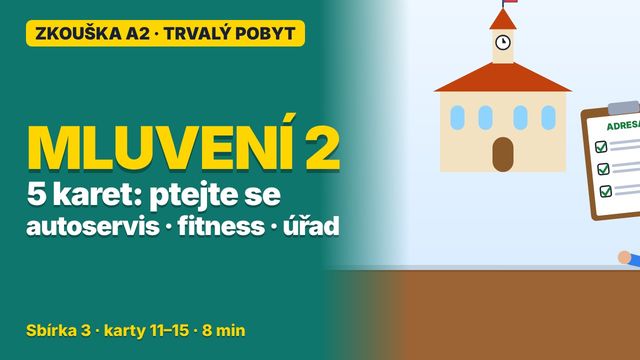 ZKOUŠKA A2 · TRVALÝ POBYT
MLUVENÍ 2
5 karet: ptejte se
autoservis · fitness · úřad
Sbírka 3 · karty 11–15 · 8 min